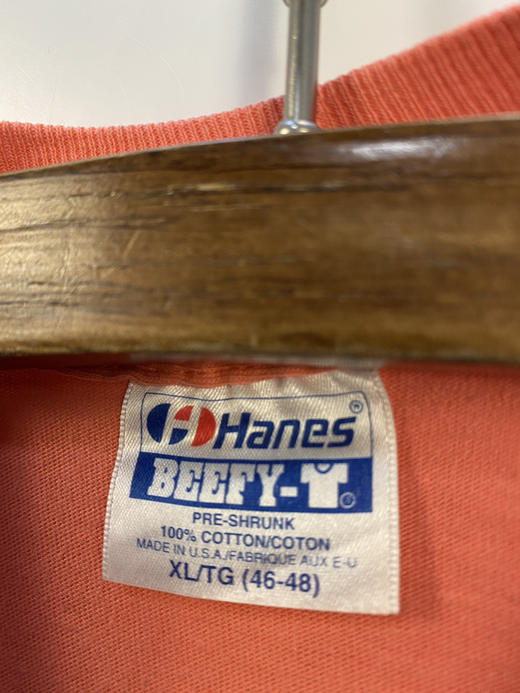 Hanes®
BEEFY-T®
PRE-SHRUNK
100% COTTON/COTON
MADE IN U.S.A./FABRIQUE AUX E-U
XL/TG (46-48)